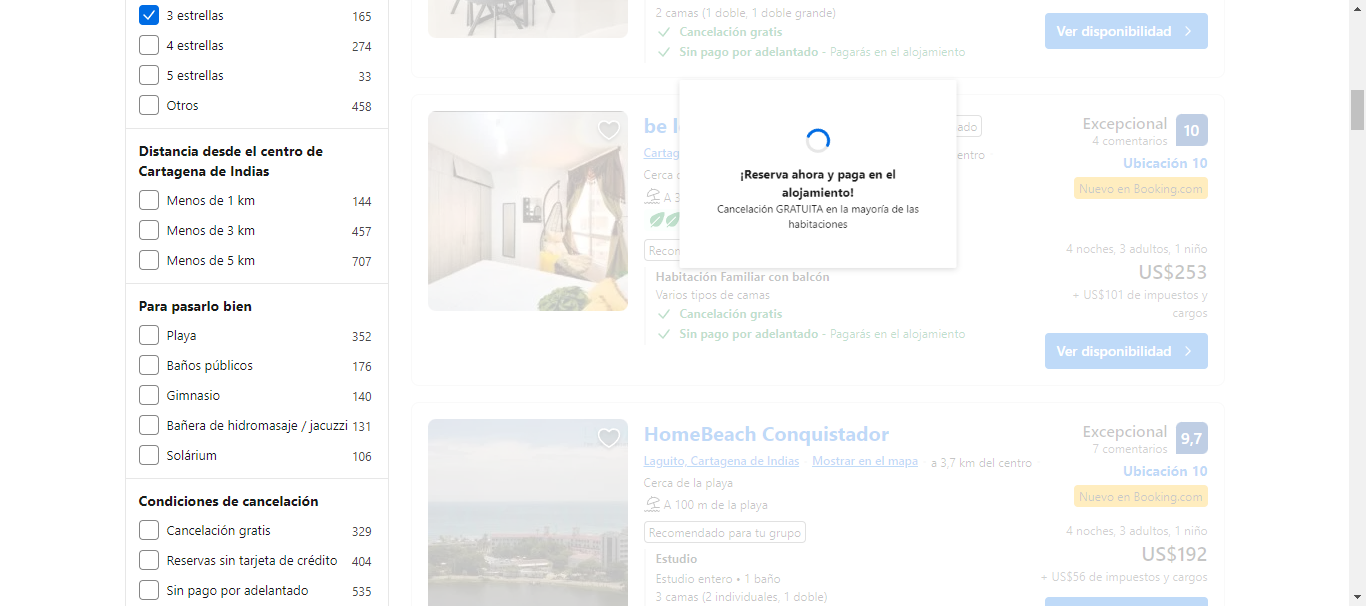 3 estrellas 165
4 estrellas 274
5 estrellas 33
Otros 458
Distancia desde el centro de
Cartagena de Indias
Menos de 1 km 144
Menos de 3 km 457
Menos de 5 km 707
Para pasarlo bien
Playa 352
Baños públicos 176
Gimnasio 140
Bañera de hidromasaje / jacuzzi 131
Solárium 106
Condiciones de cancelación
Cancelación gratis 329
Reservas sin tarjeta de crédito 404
Sin pago por adelantado 535
2 camas (1 doble, 1 doble grande)
Cancelación gratis
Sin pago por adelantado - Pagarás en el alojamiento
Ver disponibilidad
¡Reserva ahora y paga en el
alojamiento!
Cancelación GRATUITA en la mayoría de las
habitaciones
be
Cartag
Cerca
A 3
Recon
ado
entro
Excepcional 10
4 comentarios
Ubicación 10
Nuevo en Booking.com
Habitación Familiar con balcón
Varios tipos de camas
Cancelación gratis
Sin pago por adelantado - Pagarás en el alojamiento
4 noches, 3 adultos, 1 niño
US$253
+ US$101 de impuestos y
cargos
Ver disponibilidad
HomeBeach Conquistador
Laguito, Cartagena de Indias Mostrar en el mapa a 3,7 km del centro
Cerca de la playa
A 100 m de la playa
Recomendado para tu grupo
Estudio
Estudio entero • 1 baño
3 camas (2 individuales, 1 doble)
Excepcional 9,7
7 comentarios
Ubicación 10
Nuevo en Booking.com
4 noches, 3 adultos, 1 niño
US$192
+ US$56 de impuestos y cargos